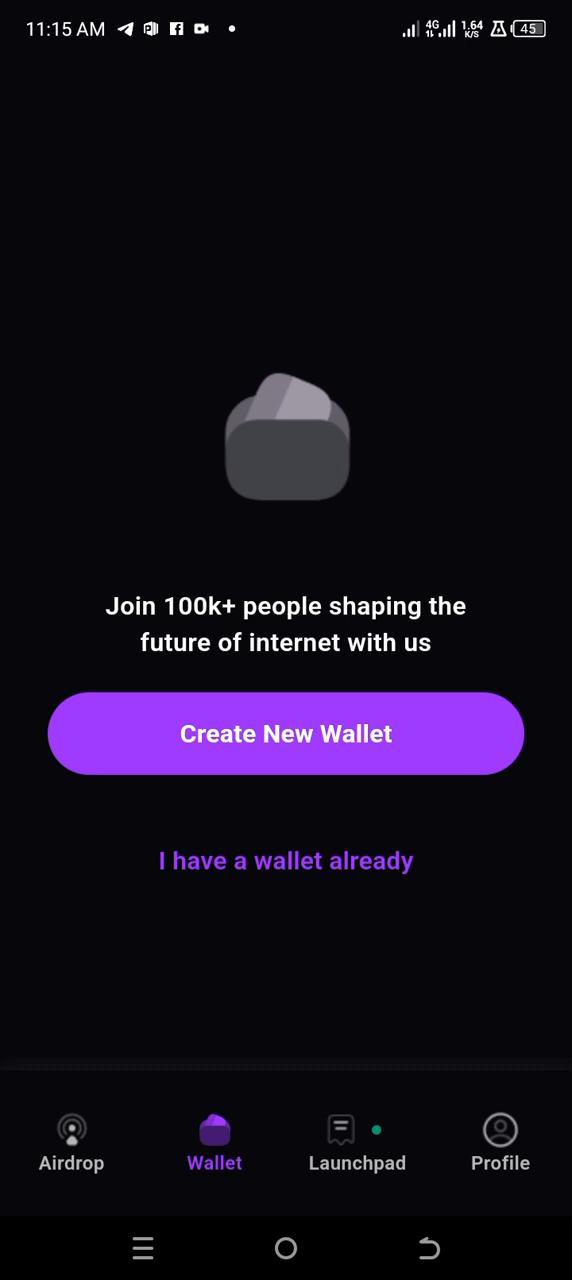 11:15 AM
4G
1.64
K/S
45
Join 100k+ people shaping the
future of internet with us
Create New Wallet
I have a wallet already
Airdrop
Wallet
Launchpad
Profile